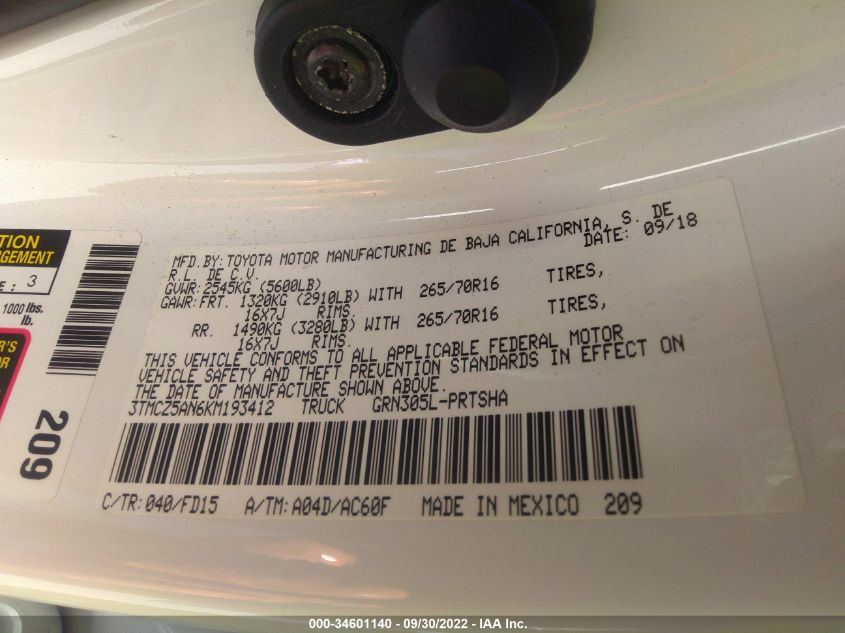 TION
RGEMENT
E: 3
1000 lbs.
lb.
R'S
OR
209
MFD.BY:TOYOTA MOTOR MANUFACTURING DE BAJA CALIFORNIA, S. DE
R.L. DE C.V. DATE: 09/18
GVWR:2545KG (5600LB)
GAWR:FRT. 1320KG (2910LB) WITH 265/70R16 TIRES,
16X7J RIMS.
RR. 1490KG (3280LB) WITH 265/70R16 TIRES,
16X7J RIMS.
THIS VEHICLE CONFORMS TO ALL APPLICABLE FEDERAL MOTOR
VEHICLE SAFETY AND THEFT PREVENTION STANDARDS IN EFFECT ON
THE DATE OF MANUFACTURE SHOWN ABOVE.
3TMCZ5AN6KM193412 TRUCK GRN305L-PRTSHA
C/TR:040/FD15 A/TM:A04D/AC60F MADE IN MEXICO 209
000-34601140 - 09/30/2022 - IAA Inc.